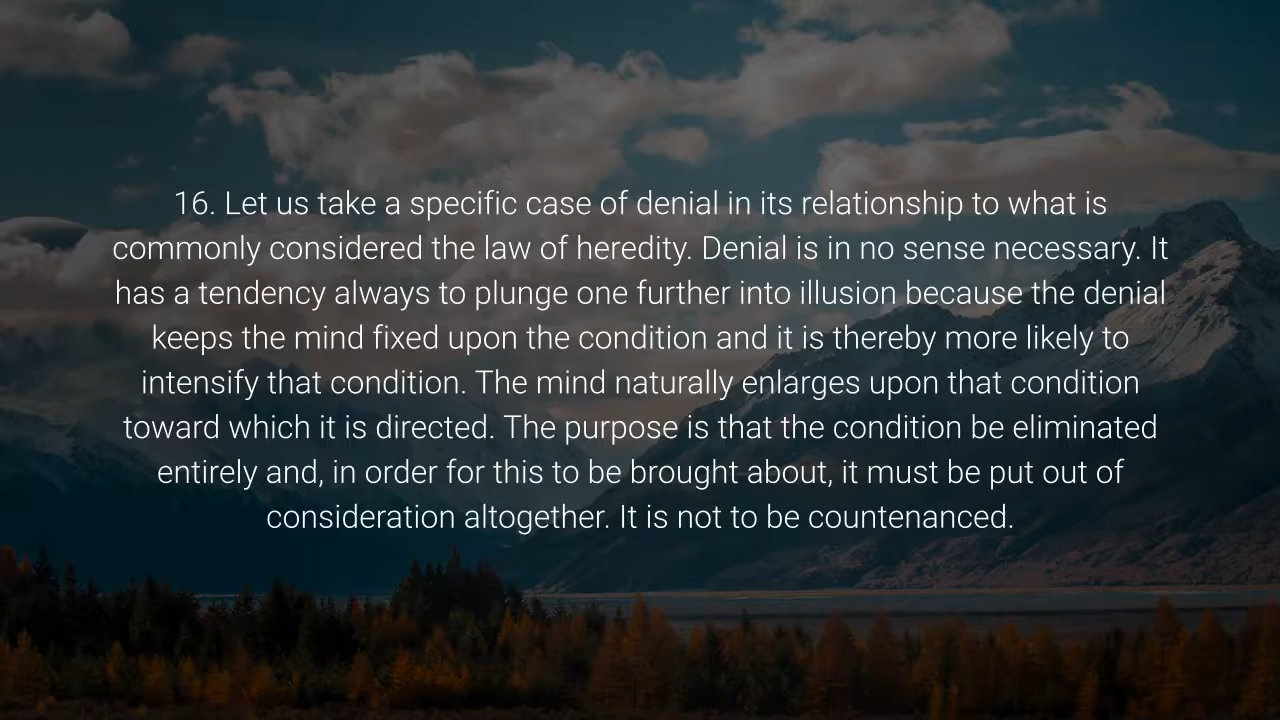 16. Let us take a specific case of denial in its relationship to what is
commonly considered the law of heredity. Denial is in no sense necessary. It
has a tendency always to plunge one further into illusion because the denial
keeps the mind fixed upon the condition and it is thereby more likely to
intensify that condition. The mind naturally enlarges upon that condition
toward which it is directed. The purpose is that the condition be eliminated
entirely and, in order for this to be brought about, it must be put out of
consideration altogether. It is not to be countenanced.